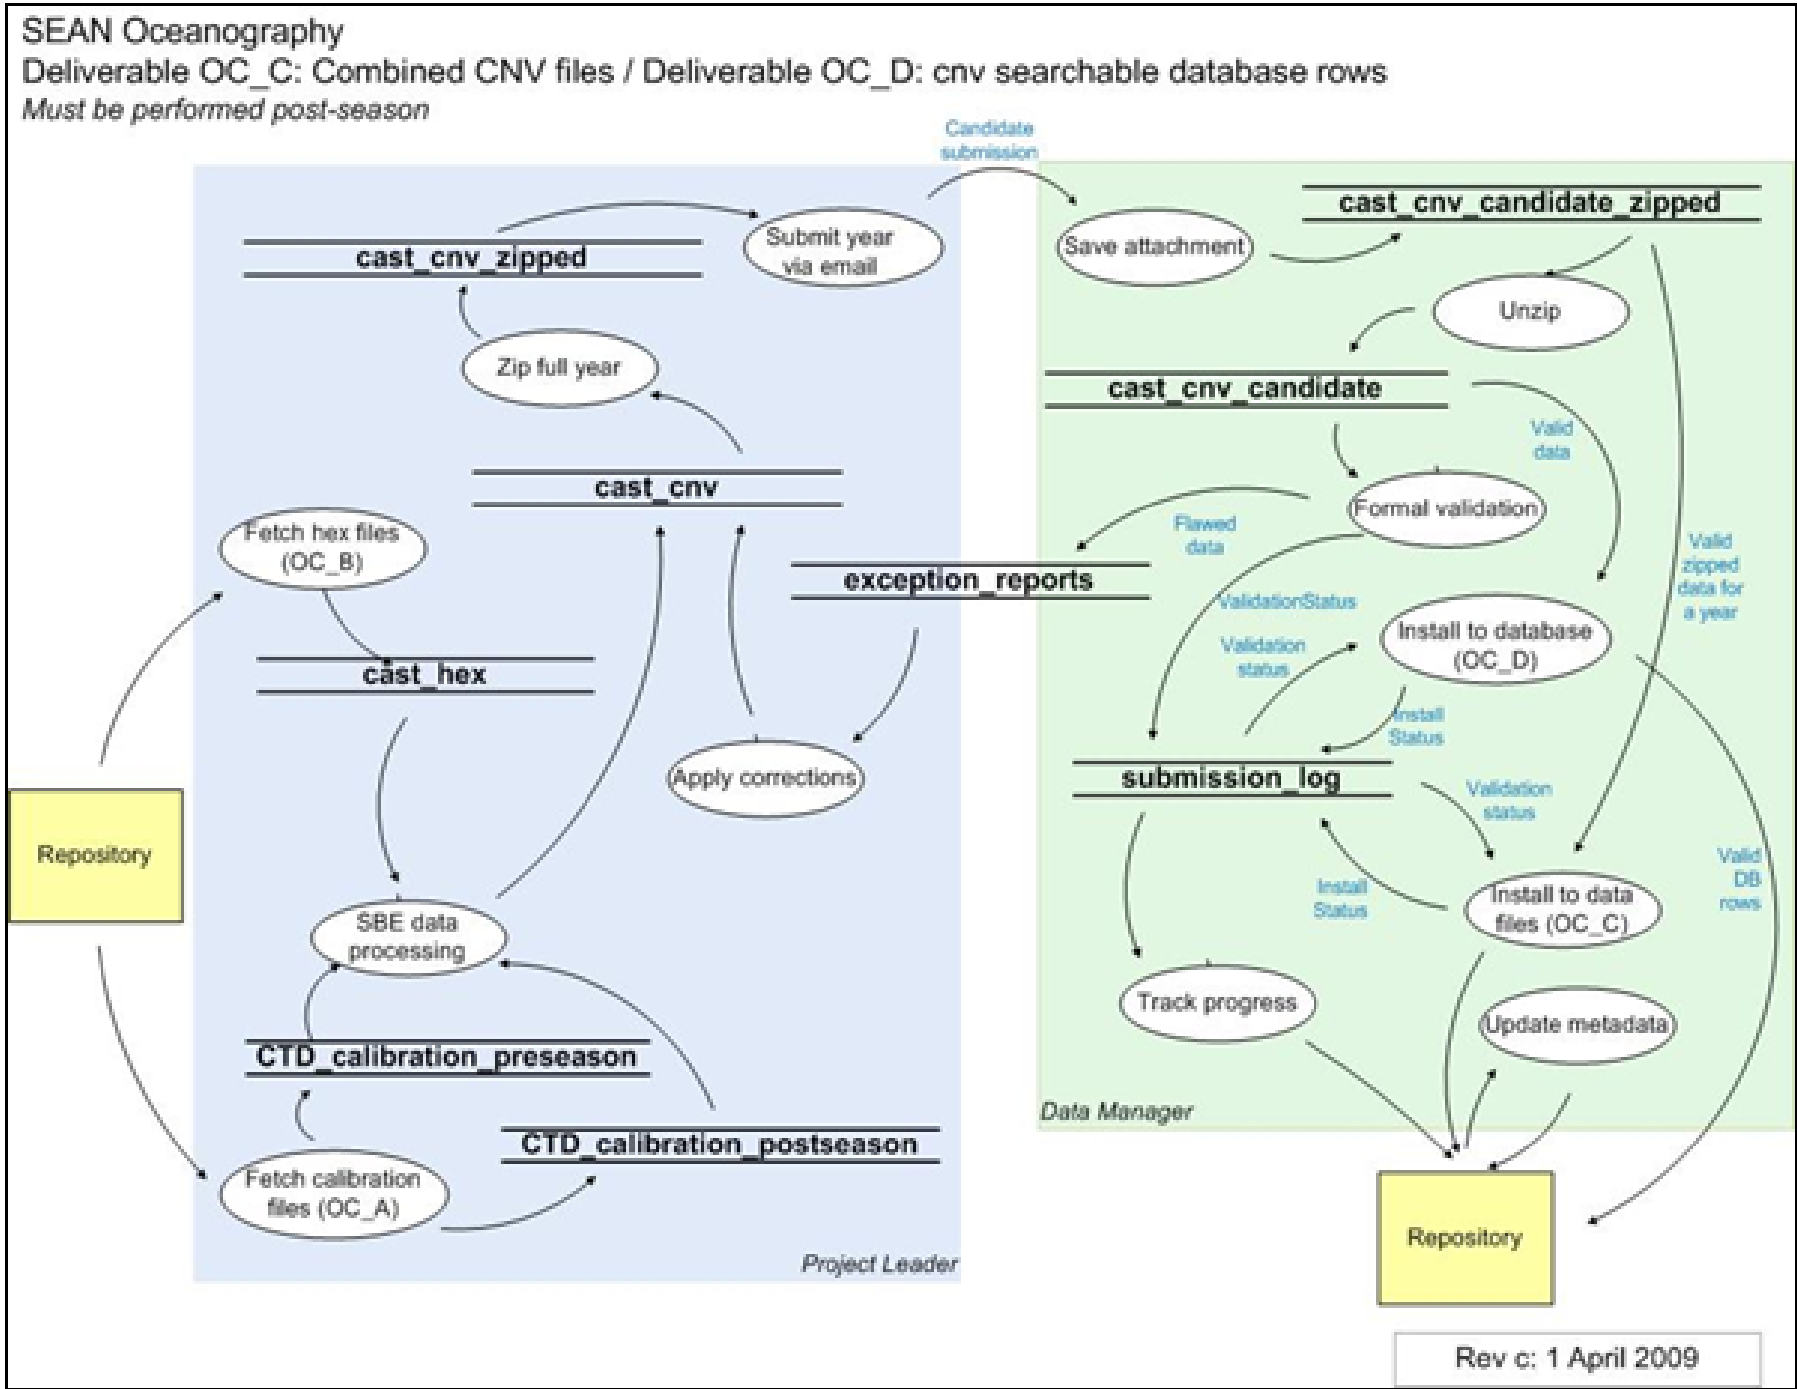 SEAN Oceanography
Deliverable OC_C: Combined CNV files / Deliverable OC_D: cnv searchable database rows
Must be performed post-season
Candidate
submission
cast_cnv_zipped
Submit year
via email
Zip full year
cast_cnv
Fetch hex files
(OC_B)
cast_hex
exception_reports
Apply corrections
Repository
SBE data
processing
CTD_calibration_preseason
CTD_calibration_postseason
Fetch calibration
files (OC_A)
Project Leader
Save attachment
cast_cnv_candidate_zipped
Unzip
cast_cnv_candidate
Valid
data
Formal validation
Flawed
data
Valid
zipped
data for
a year
ValidationStatus
Validation
status
Install to database
(OC_D)
Install
Status
submission_log
Validation
status
Install
Status
Install to data
files (OC_C)
Valid
DB
rows
Track progress
Update metadata
Data Manager
Repository
Rev c: 1 April 2009